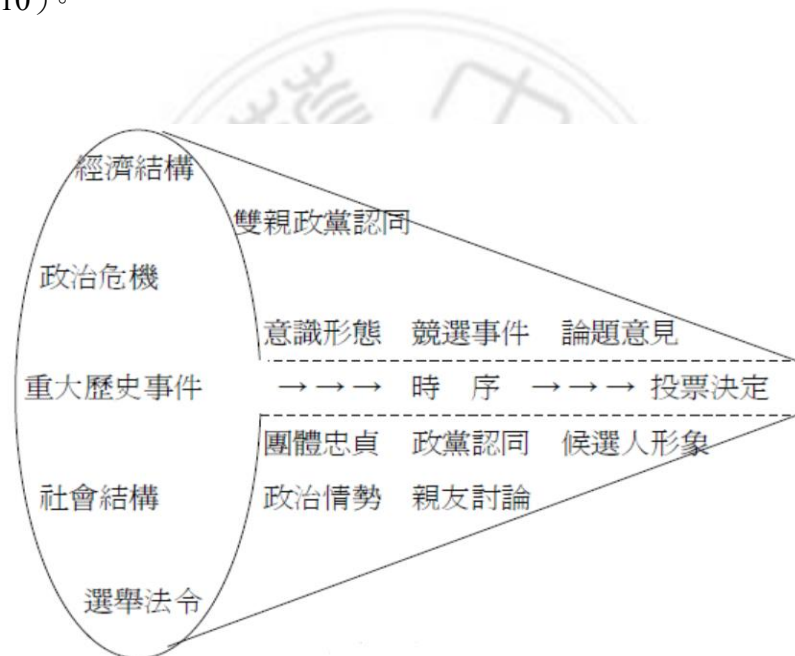 10)。
經濟結構
雙親政黨認同
政治危機
意識形態 競選事件 論題意見
重大歷史事件 →→→ 時 序 →→→ 投票決定
團體忠貞 政黨認同 候選人形象
社會結構 政治情勢 親友討論
選舉法令